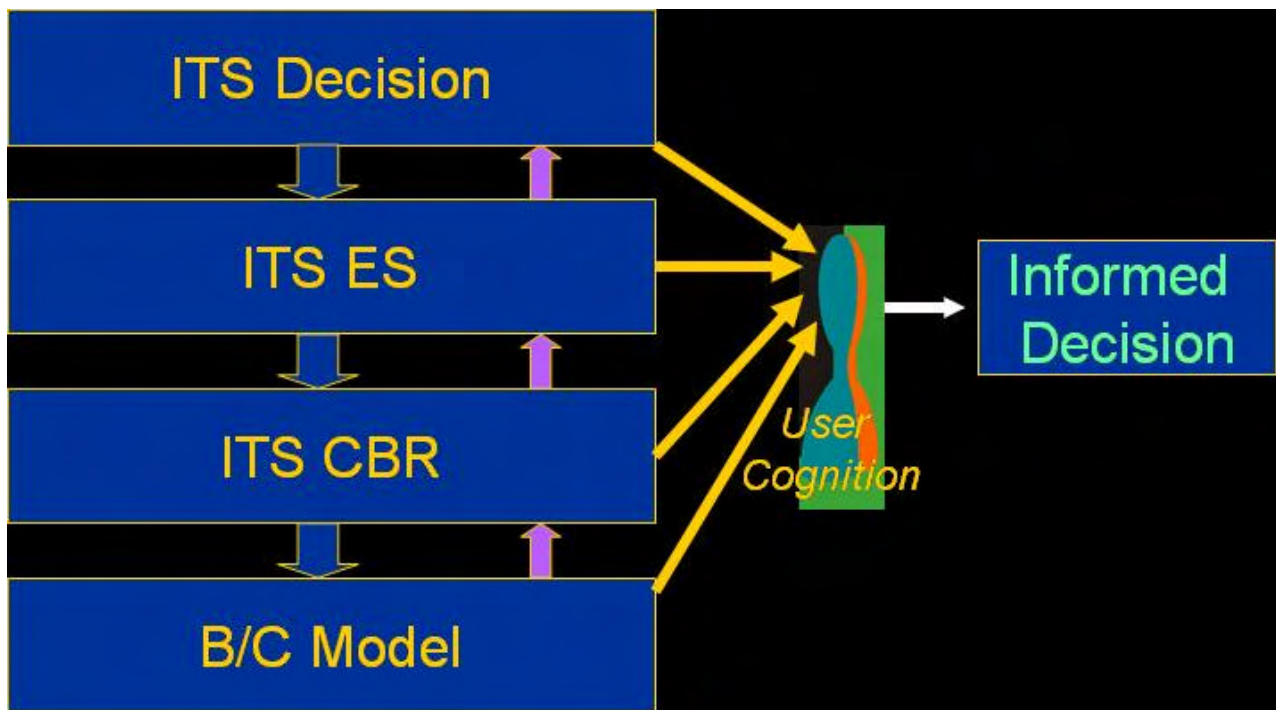 ITS Decision
ITS ES
ITS CBR
B/C Model
User
Cognition
Informed
Decision